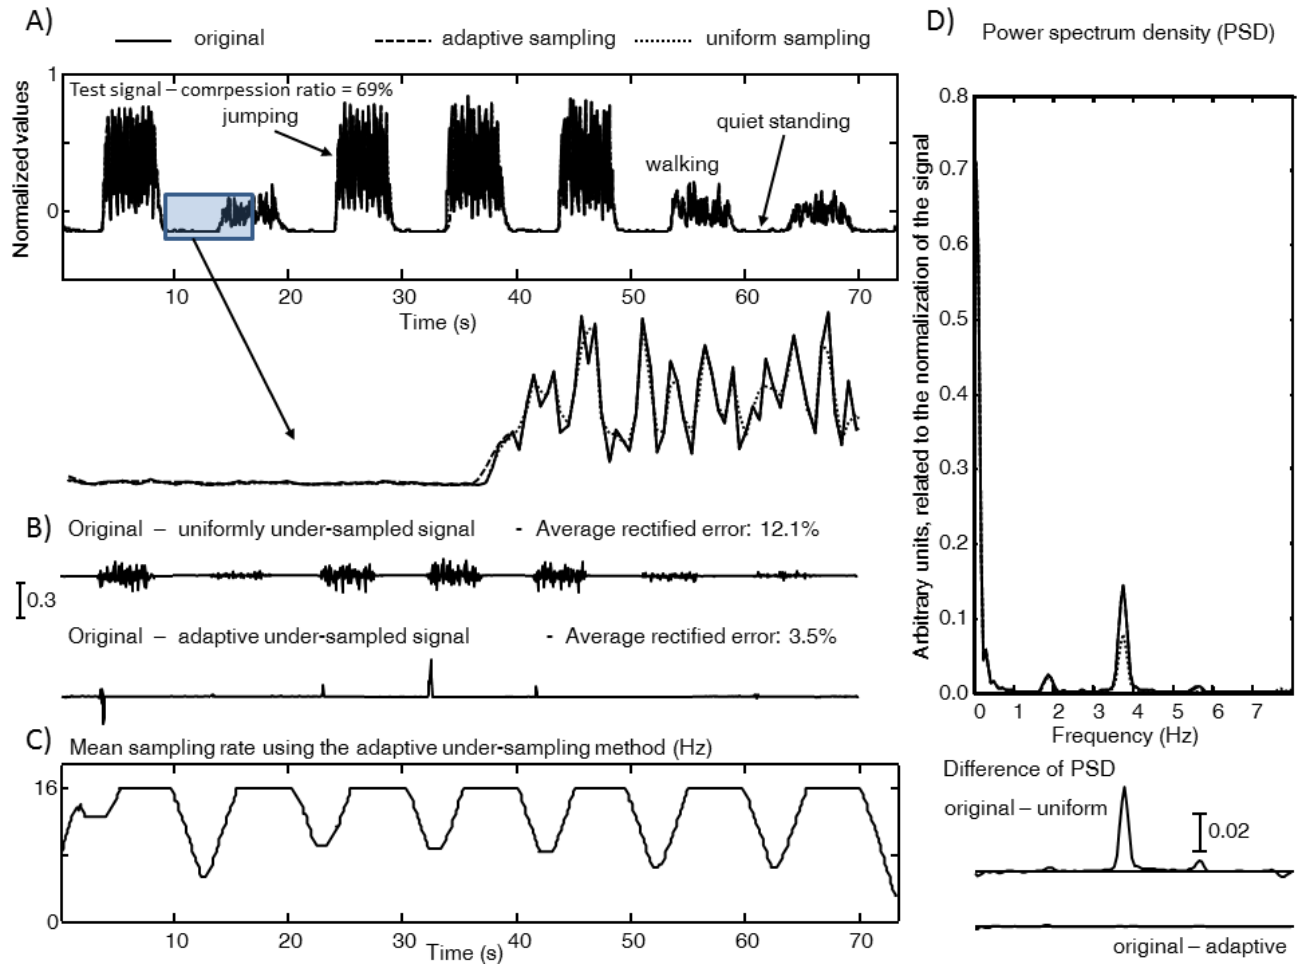 A)
original
adaptive sampling
uniform sampling
Normalized values
1
0
Test signal – comrpession ratio = 69%
jumping
walking
quiet standing
10 20 30 40 50 60 70
Time (s)
B)
Original – uniformly under-sampled signal - Average rectified error: 12.1%
0.3
Original – adaptive under-sampled signal - Average rectified error: 3.5%
C)
Mean sampling rate using the adaptive under-sampling method (Hz)
16
0
10 20 30 40 50 60 70
Time (s)
D)
Power spectrum density (PSD)
Arbitrary units, related to the normalization of the signal
0.8
0.7
0.6
0.5
0.4
0.3
0.2
0.1
0.0
0 1 2 3 4 5 6 7
Frequency (Hz)
Difference of PSD
original – uniform
0.02
original – adaptive